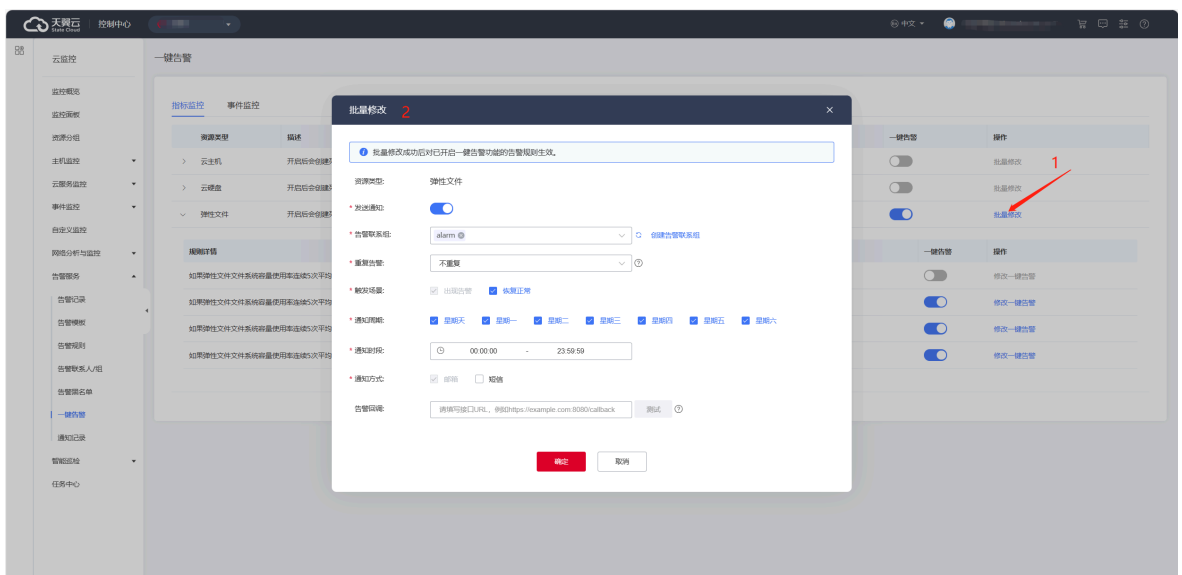 天翼云 State Cloud 控制中心 中文
云监控
一键告警
监控概览
监控面板
资源分组
主机监控
云服务监控
事件监控
自定义监控
网络分析与监控
告警服务
告警记录
告警模板
告警规则
告警联系人/组
告警黑名单
一键告警
通知记录
智能巡检
任务中心
指标监控 事件监控
资源类型 描述 一键告警 操作
云主机 开启后会创建 批量修改
云硬盘 开启后会创建 批量修改
弹性文件 开启后会创建 批量修改
1
规则详情 一键告警 操作
如果弹性文件文件系统容量使用率连续5次平均 修改一键告警
如果弹性文件文件系统容量使用率连续5次平均 修改一键告警
如果弹性文件文件系统容量使用率连续5次平均 修改一键告警
如果弹性文件文件系统容量使用率连续5次平均 修改一键告警
批量修改 2
批量修改成功后对已开启一键告警功能的告警规则生效。
资源类型: 弹性文件
* 发送通知:
* 告警联系组: alarm 创建告警联系组
* 重复告警: 不重复
* 触发场景: 出现告警 恢复正常
* 通知周期: 星期天 星期一 星期二 星期三 星期四 星期五 星期六
* 通知时段: 00:00:00 - 23:59:59
* 通知方式: 邮箱 短信
告警回调: 请填写接口URL，例如https://example.com:8080/callback 测试
确定 取消